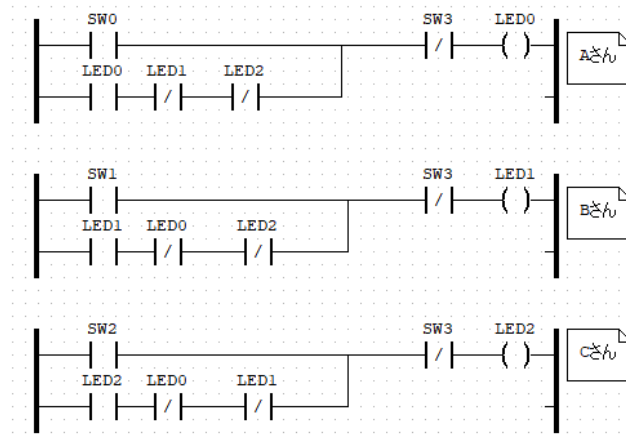 SW0 SW3 LED0
LED0 LED1 LED2
Aさん
SW1 SW3 LED1
LED1 LED0 LED2
Bさん
SW2 SW3 LED2
Cさん
LED2 LED0 LED1